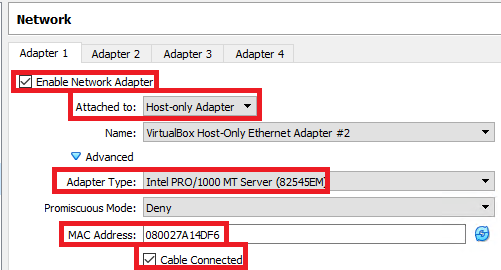 Network
Adapter 1 Adapter 2 Adapter 3 Adapter 4
Enable Network Adapter
Attached to: Host-only Adapter
Name: VirtualBox Host-Only Ethernet Adapter #2
Advanced
Adapter Type: Intel PRO/1000 MT Server (82545EM)
Promiscuous Mode: Deny
MAC Address: 080027A14DF6
Cable Connected